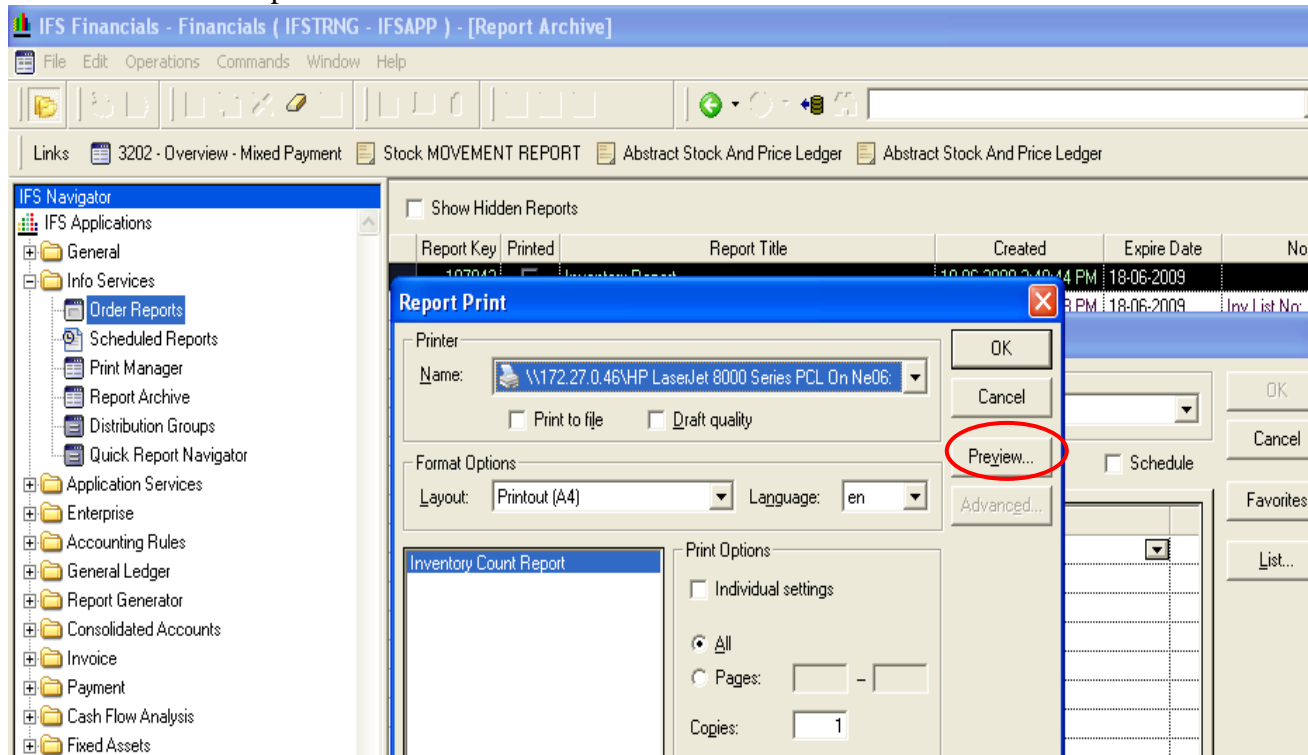 IFS Financials - Financials ( IFSTRNG - IFSAPP ) - [Report Archive]
File Edit Operations Commands Window Help
Links 3202 - Overview - Mixed Payment Stock MOVEMENT REPORT Abstract Stock And Price Ledger Abstract Stock And Price Ledger
IFS Navigator
IFS Applications
General
Info Services
Order Reports
Scheduled Reports
Print Manager
Report Archive
Distribution Groups
Quick Report Navigator
Application Services
Enterprise
Accounting Rules
General Ledger
Report Generator
Consolidated Accounts
Invoice
Payment
Cash Flow Analysis
Fixed Assets
Show Hidden Reports
Report Key Printed Report Title Created Expire Date No
PM 18-06-2009
PM 18-06-2009 Inv List No:
Report Print
Printer
Name: \\172.27.0.46\HP LaserJet 8000 Series PCL On Ne06:
Print to file Draft quality
Format Options
Layout: Printout (A4) Language: en
Inventory Count Report
Print Options
Individual settings
All
Pages: –
Copies: 1
OK
Cancel
Preview...
Advanced...
Schedule
OK
Cancel
Favorites
List...